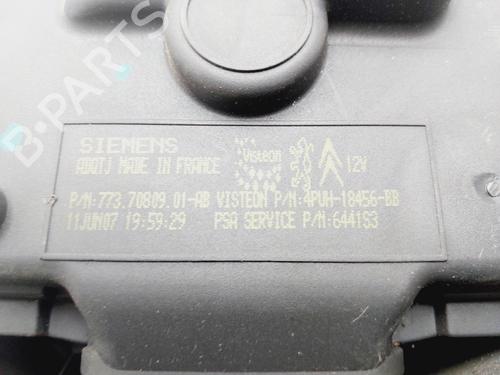 B-PARTS
SIEMENS
Visteon
12V
ADQTJ MADE IN FRANCE
P/N:773.70809.01-AB VISTEON P/N:4PUH-18456-BB
11JUN07 19:59:29 PSA SERVICE P/N:6441S3